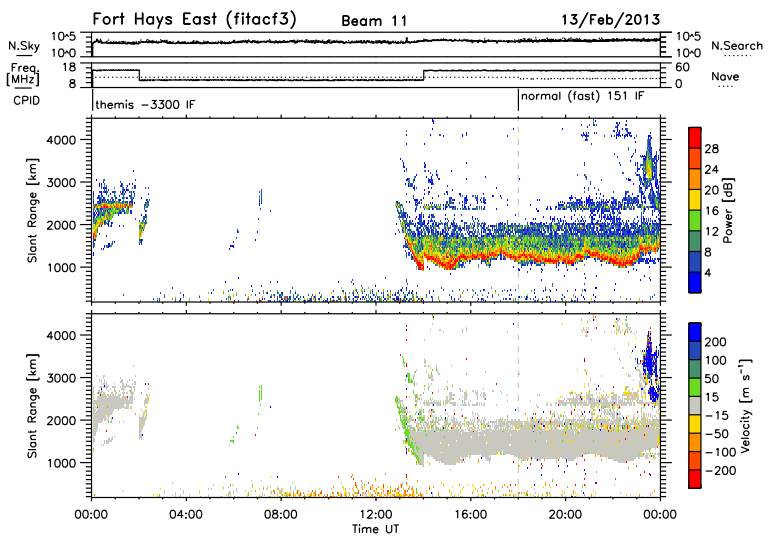 Fort Hays East (fitacf3) Beam 11 13/Feb/2013
N.Sky 10^5 10^0 10^5 10^0 N.Search
Freq. [MHz] 18 8 60 0 Nave
CPID themis -3300 IF normal (fast) 151 IF
Slant Range [km] 4000 3000 2000 1000
28 24 20 16 12 8 4 Power [dB]
Slant Range [km] 4000 3000 2000 1000
200 100 50 15 -15 -50 -100 -200 Velocity [m s⁻¹]
00:00 04:00 08:00 12:00 16:00 20:00 00:00
Time UT